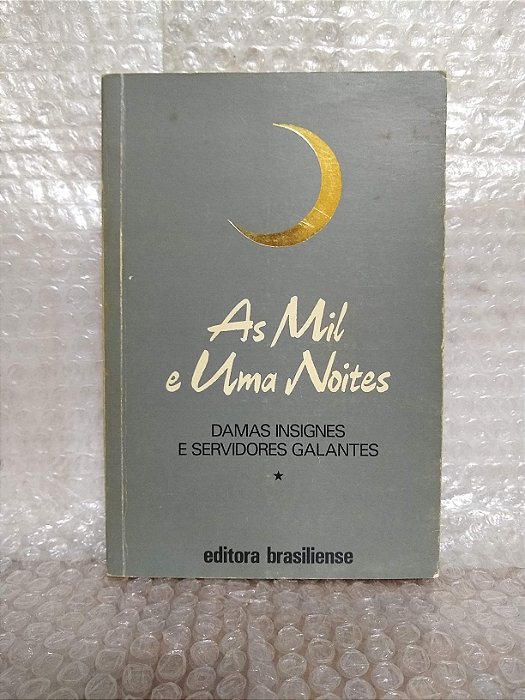 As Mil
e Uma Noites
DAMAS INSIGNES
E SERVIDORES GALANTES
★
editora brasiliense